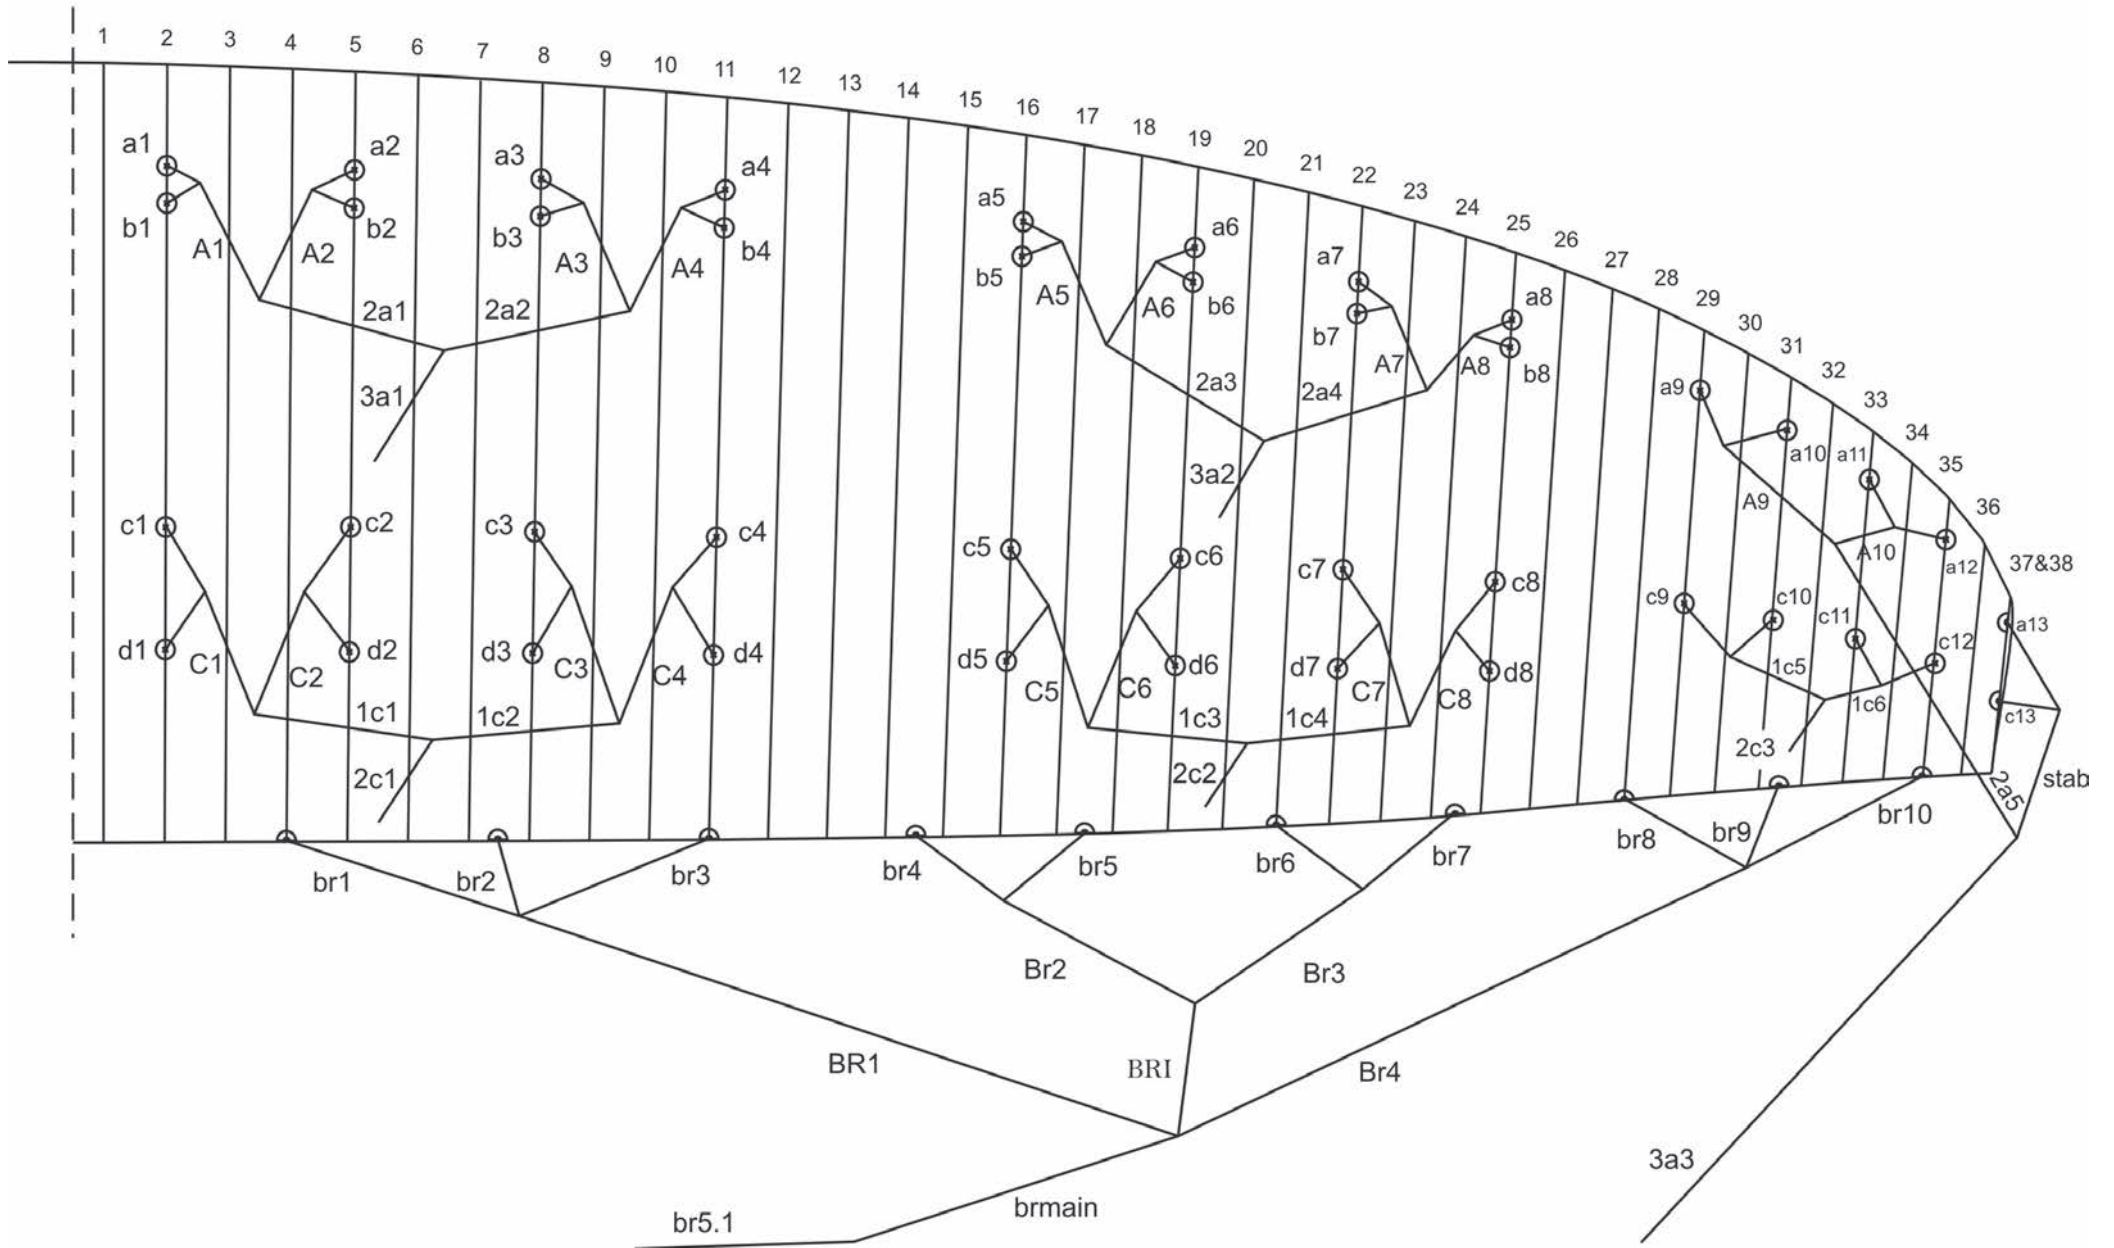 1 2 3 4 5 6 7 8 9 10 11 12 13 14 15 16 17 18 19 20 21 22 23 24 25 26 27 28 29 30 31 32 33 34 35 36 37&38
a1 a2 a3 a4
b1 b2 b3 b4
A1 A2 A3 A4
2a1 2a2
3a1
a5 a6 a7 a8
b5 b6 b7 b8
A5 A6 A7 A8
2a3 2a4
3a2
a9 a10 a11 a12 a13
A9 A10
c1 c2 c3 c4
d1 d2 d3 d4
C1 C2 C3 C4
1c1 1c2
2c1
c5 c6 c7 c8
d5 d6 d7 d8
C5 C6 C7 C8
1c3 1c4
2c2
c9 c10 c11 c12 c13
1c5 1c6
2c3
2a5 stab
br1 br2 br3 br4 br5 br6 br7 br8 br9 br10
Br2 Br3
BR1 BRI Br4
3a3
brmain
br5.1